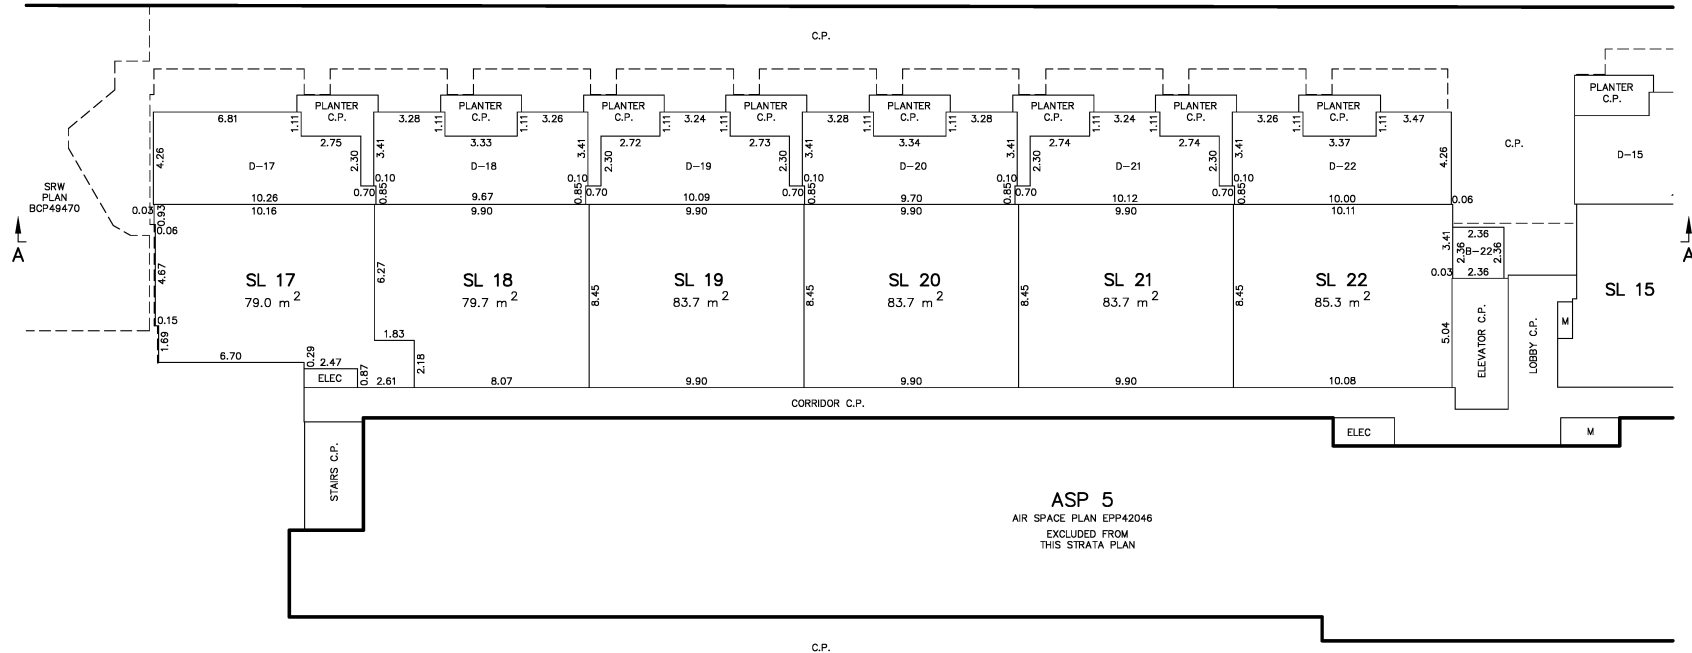 C.P.
PLANTER
C.P.
PLANTER
C.P.
PLANTER
C.P.
PLANTER
C.P.
PLANTER
C.P.
PLANTER
C.P.
PLANTER
C.P.
PLANTER
C.P.
PLANTER
C.P.
6.81
1.11
3.28
1.11
1.11
3.26
1.11
3.24
1.11
3.28
1.11
1.11
3.28
1.11
3.24
1.11
3.26
1.11
1.11
3.47
2.75
3.33
2.72
2.73
3.34
2.74
2.74
3.37
C.P.
4.26
D-17
2.30
3.41
D-18
3.41
2.30
D-19
2.30
3.41
D-20
3.41
2.30
D-21
2.30
3.41
D-22
4.26
D-15
0.10
0.10
0.10
0.10
0.10
0.70
0.85
0.85
0.70
0.70
0.85
0.85
0.70
0.70
0.85
SRW
PLAN
BCP49470
10.26
9.67
10.09
9.70
10.12
10.00
0.06
0.03
0.93
10.16
9.90
9.90
9.90
9.90
10.11
0.06
A
4.67
6.27
3.41
2.36
2.36
B-22
2.36
2.36
0.03
A
SL 17
79.0 m2
SL 18
79.7 m2
8.45
SL 19
83.7 m2
8.45
SL 20
83.7 m2
8.45
SL 21
83.7 m2
8.45
SL 22
85.3 m2
SL 15
0.15
1.69
1.83
5.04
ELEVATOR C.P.
LOBBY C.P.
M
6.70
0.29
2.47
2.18
ELEC
0.87
2.61
8.07
9.90
9.90
9.90
10.08
CORRIDOR C.P.
ELEC
M
STAIRS C.P.
ASP 5
AIR SPACE PLAN EPP42046
EXCLUDED FROM
THIS STRATA PLAN
C.P.